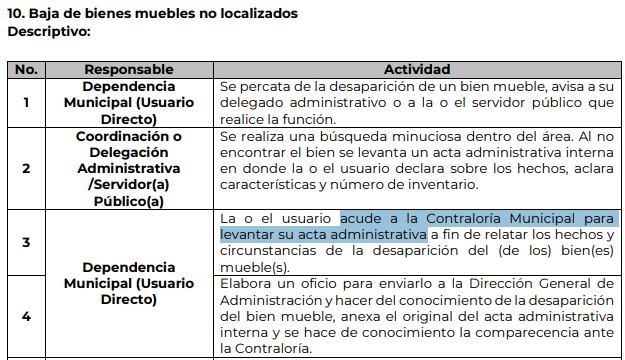 10. Baja de bienes muebles no localizados
Descriptivo:
No. Responsable Actividad
1
Dependencia
Municipal (Usuario
Directo)
Se percata de la desaparición de un bien mueble, avisa a su
delegado administrativo o a la o el servidor público que
realice la función.
2
Coordinación o
Delegación
Administrativa
/Servidor(a)
Público(a)
Se realiza una búsqueda minuciosa dentro del área. Al no
encontrar el bien se levanta un acta administrativa interna
en donde la o el usuario declara sobre los hechos, aclara
características y número de inventario.
3
Dependencia
Municipal (Usuario
Directo)
La o el usuario acude a la Contraloría Municipal para
levantar su acta administrativa a fin de relatar los hechos y
circunstancias de la desaparición del (de los) bien(es)
mueble(s).
4
Elabora un oficio para enviarlo a la Dirección General de
Administración y hacer del conocimiento de la desaparición
del bien mueble, anexa el original del acta administrativa
interna y se hace de conocimiento la comparecencia ante
la Contraloría.